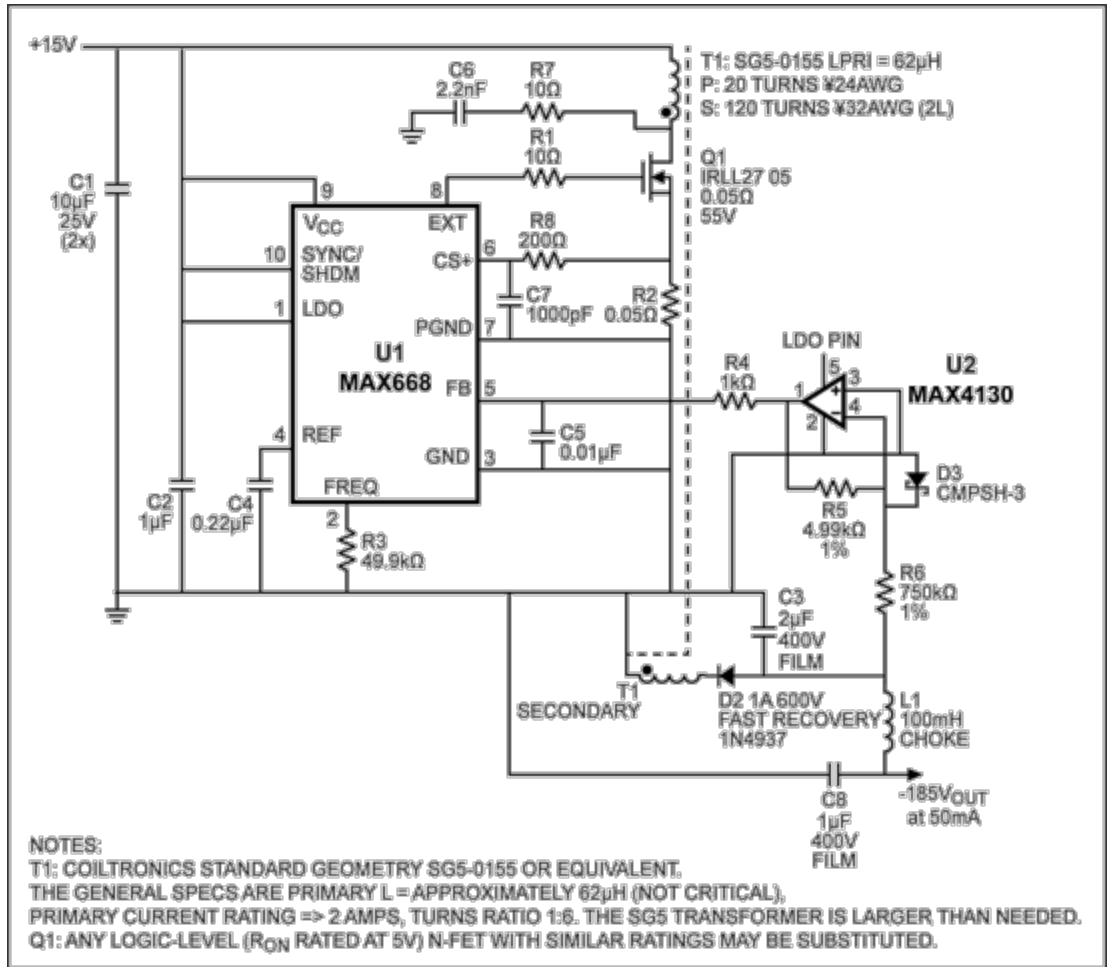 +15V
C6
2.2nF
R7
10Ω
T1: SG5-0155 LPRI = 62µH
P: 20 TURNS ¥24AWG
S: 120 TURNS ¥32AWG (2L)
R1
10Ω
Q1
IRLL27 05
0.05Ω
55V
C1
10µF
25V
(2x)
9
8
VCC
EXT
R8
200Ω
10
SYNC/
SHDM
CS+
6
1
LDO
C7
1000pF
R2
0.05Ω
PGND
7
U1
MAX668
LDO PIN
5
U2
MAX4130
R4
1kΩ
1
3
+
4
-
2
FB
5
4
REF
C5
0.01µF
GND
3
D3
CMPSH-3
FREQ
2
C2
1µF
C4
0.22µF
R3
49.9kΩ
R5
4.99kΩ
1%
R6
750kΩ
1%
C3
2µF
400V
FILM
T1
SECONDARY
D2 1A 600V
FAST RECOVERY
1N4937
L1
100mH
CHOKE
C8
1µF
400V
FILM
-185VOUT
at 50mA
NOTES:
T1: COILTRONICS STANDARD GEOMETRY SG5-0155 OR EQUIVALENT.
THE GENERAL SPECS ARE PRIMARY L = APPROXIMATELY 62µH (NOT CRITICAL),
PRIMARY CURRENT RATING => 2 AMPS, TURNS RATIO 1:6. THE SG5 TRANSFORMER IS LARGER THAN NEEDED.
Q1: ANY LOGIC-LEVEL (RON RATED AT 5V) N-FET WITH SIMILAR RATINGS MAY BE SUBSTITUTED.